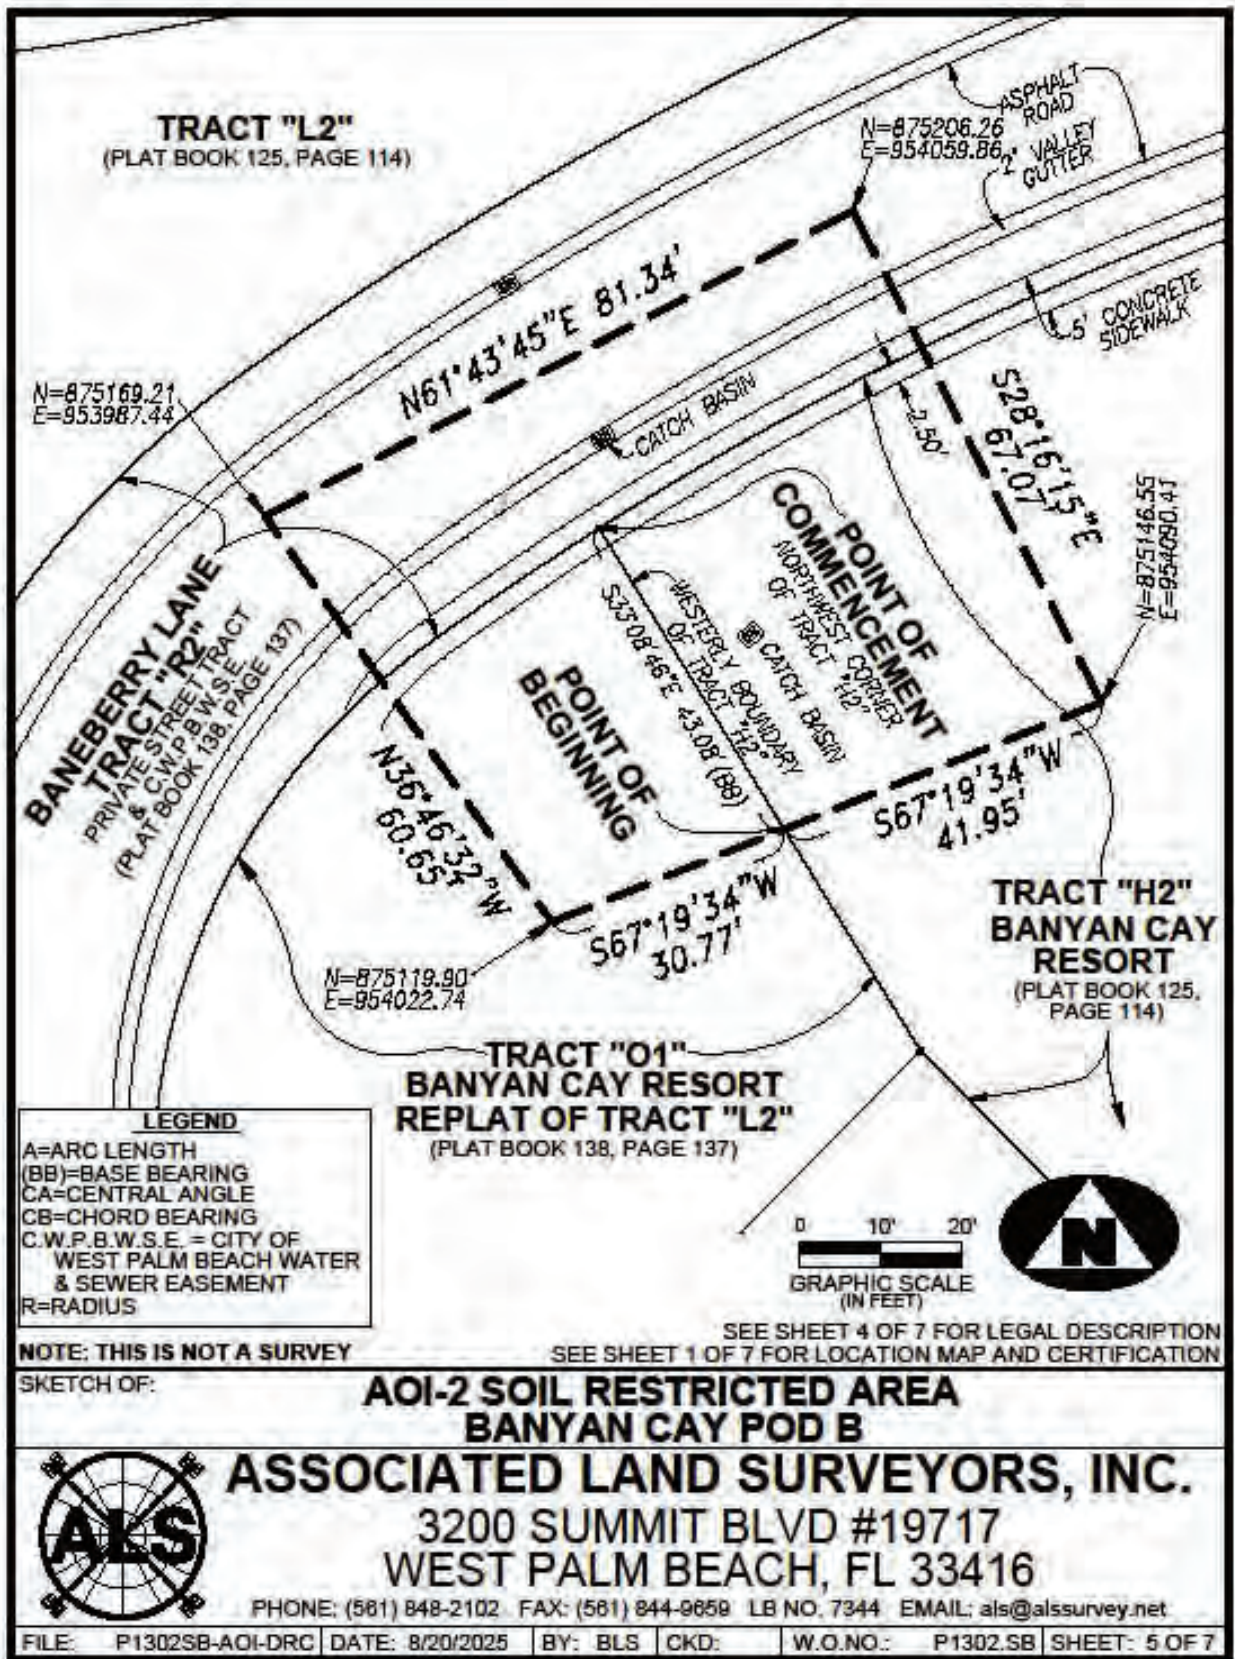 TRACT "L2"
(PLAT BOOK 125, PAGE 114)
ASPHALT
ROAD
N=875206.26
E=954059.86
2' VALLEY
GUTTER
N61°43'45"E 81.34'
5' CONCRETE
SIDEWALK
N=875169.21
E=953987.44
CATCH BASIN
2.50'
S28°16'15"E
67.07'
N=875146.55
E=954090.41
POINT OF
COMMENCEMENT
NORTHWEST CORNER
OF TRACT "H2"
CATCH BASIN
WESTERLY BOUNDARY
OF TRACT "H2"
S33°08'46"E 43.08' (BB)
BANEBERRY LANE
TRACT "R2"
PRIVATE STREET TRACT
& C.W.P.B.W.S.E.
(PLAT BOOK 138, PAGE 137)
POINT OF
BEGINNING
N36°46'32"W
60.65'
S67°19'34"W
41.95'
S67°19'34"W
30.77'
N=875119.90
E=954022.74
TRACT "H2"
BANYAN CAY
RESORT
(PLAT BOOK 125,
PAGE 114)
TRACT "O1"
BANYAN CAY RESORT
REPLAT OF TRACT "L2"
(PLAT BOOK 138, PAGE 137)
LEGEND
A=ARC LENGTH
(BB)=BASE BEARING
CA=CENTRAL ANGLE
CB=CHORD BEARING
C.W.P.B.W.S.E. = CITY OF
WEST PALM BEACH WATER
& SEWER EASEMENT
R=RADIUS
0 10' 20'
GRAPHIC SCALE
(IN FEET)
N
SEE SHEET 4 OF 7 FOR LEGAL DESCRIPTION
NOTE: THIS IS NOT A SURVEY
SEE SHEET 1 OF 7 FOR LOCATION MAP AND CERTIFICATION
SKETCH OF:
AOI-2 SOIL RESTRICTED AREA
BANYAN CAY POD B
ALS
ASSOCIATED LAND SURVEYORS, INC.
3200 SUMMIT BLVD #19717
WEST PALM BEACH, FL 33416
PHONE: (561) 848-2102 FAX: (561) 844-9659 LB NO. 7344 EMAIL: als@alssurvey.net
FILE: P1302SB-AOI-DRC DATE: 8/20/2025 BY: BLS CKD: W.O.NO.: P1302.SB SHEET: 5 OF 7